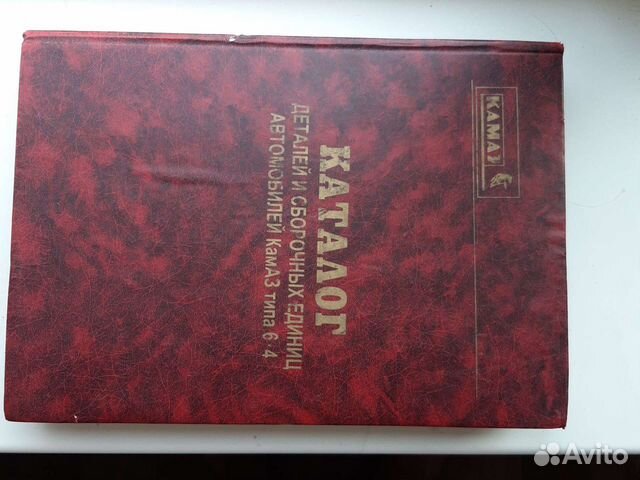 КАМАЗ
КАТАЛОГ
ДЕТАЛЕЙ И СБОРОЧНЫХ ЕДИНИЦ
АВТОМОБИЛЕЙ КамАЗ типа 6·4
Avito